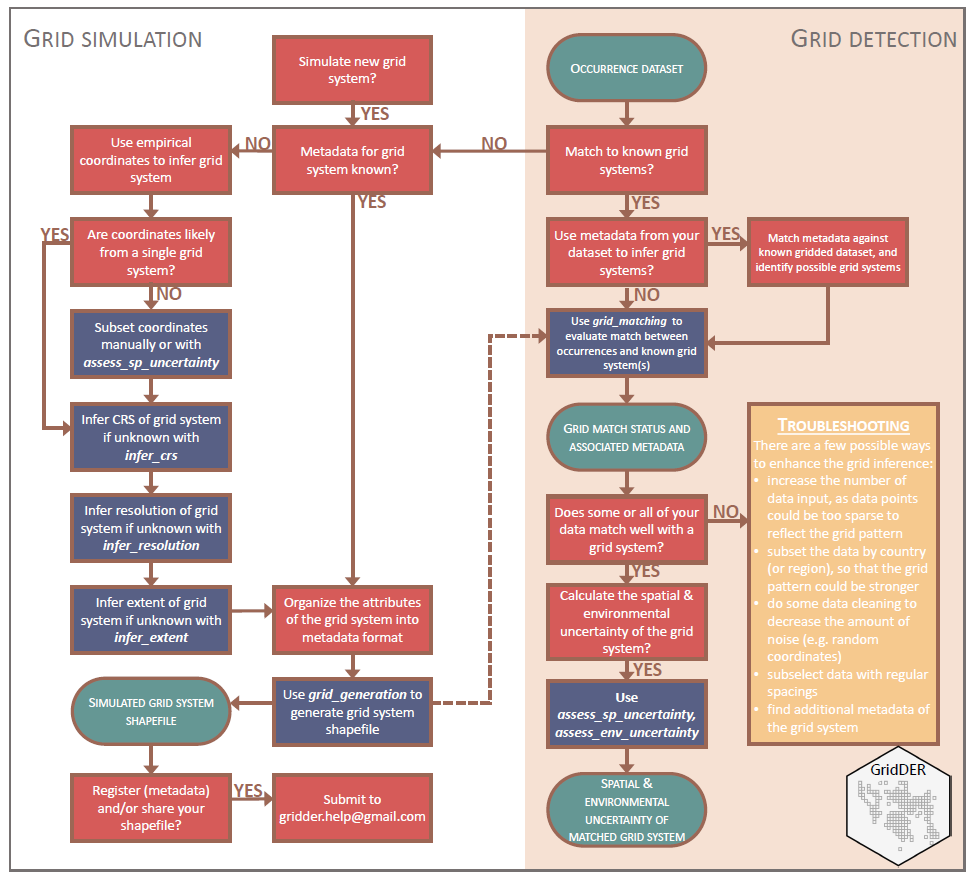 GRID SIMULATION
GRID DETECTION
Simulate new grid
system?
YES
Metadata for grid
system known?
NO
YES
Use empirical
coordinates to infer grid
system
Are coordinates likely
from a single grid
system?
YES
NO
Subset coordinates
manually or with
assess_sp_uncertainty
Infer CRS of grid system
if unknown with
infer_crs
Infer resolution of grid
system if unknown with
infer_resolution
Infer extent of grid
system if unknown with
infer_extent
Organize the attributes
of the grid system into
metadata format
Use grid_generation to
generate grid system
shapefile
SIMULATED GRID SYSTEM
SHAPEFILE
Register (metadata)
and/or share your
shapefile?
YES
Submit to
gridder.help@gmail.com
OCCURRENCE DATASET
Match to known grid
systems?
NO
YES
Use metadata from your
dataset to infer grid
systems?
YES
NO
Match metadata against
known gridded dataset, and
identify possible grid systems
Use grid_matching to
evaluate match between
occurrences and known grid
system(s)
GRID MATCH STATUS AND
ASSOCIATED METADATA
Does some or all of your
data match well with a
grid system?
NO
YES
Calculate the spatial &
environmental
uncertainty of the grid
system?
YES
Use
assess_sp_uncertainty,
assess_env_uncertainty
SPATIAL &
ENVIRONMENTAL
UNCERTAINTY OF
MATCHED GRID SYSTEM
TROUBLESHOOTING
There are a few possible ways
to enhance the grid inference:
• increase the number of
data input, as data points
could be too sparse to
reflect the grid pattern
• subset the data by country
(or region), so that the grid
pattern could be stronger
• do some data cleaning to
decrease the amount of
noise (e.g. random
coordinates)
• subselect data with regular
spacings
• find additional metadata of
the grid system
GridDER